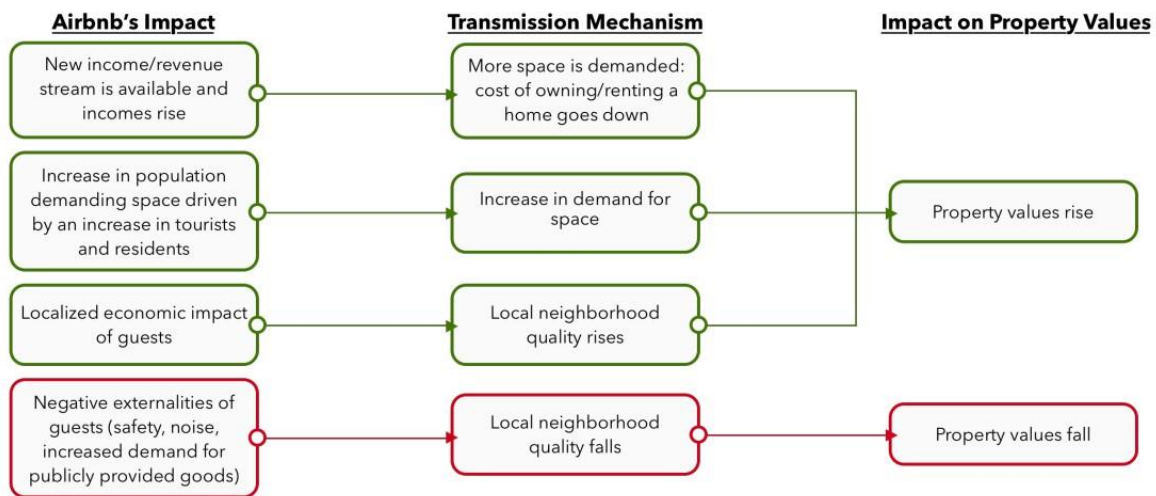 Airbnb's Impact
Transmission Mechanism
Impact on Property Values
New income/revenue
stream is available and
incomes rise
More space is demanded:
cost of owning/renting a
home goes down
Increase in population
demanding space driven
by an increase in tourists
and residents
Increase in demand for
space
Property values rise
Localized economic impact
of guests
Local neighborhood
quality rises
Negative externalities of
guests (safety, noise,
increased demand for
publicly provided goods)
Local neighborhood
quality falls
Property values fall